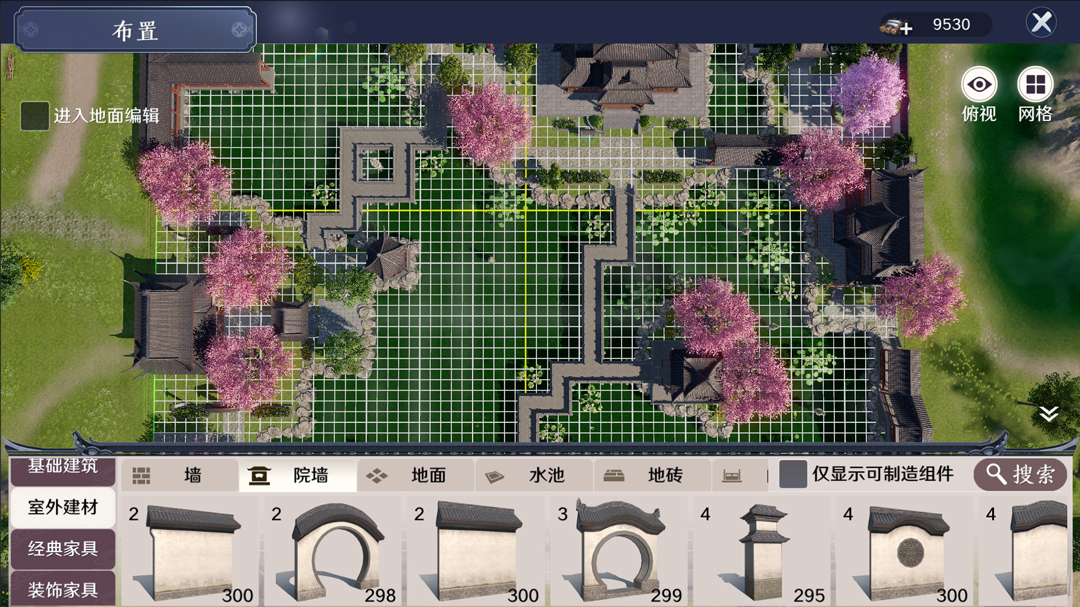 布置
9530
进入地面编辑
俯视
网格
基础建筑
室外建材
经典家具
装饰家具
墙
院墙
地面
水池
地砖
仅显示可制造组件
搜索
2
300
2
298
2
300
3
299
4
295
4
300
4